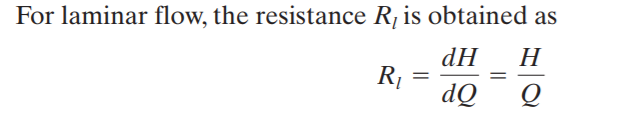 For laminar flow, the resistance R_l is obtained as
R_l = dH/dQ = H/Q